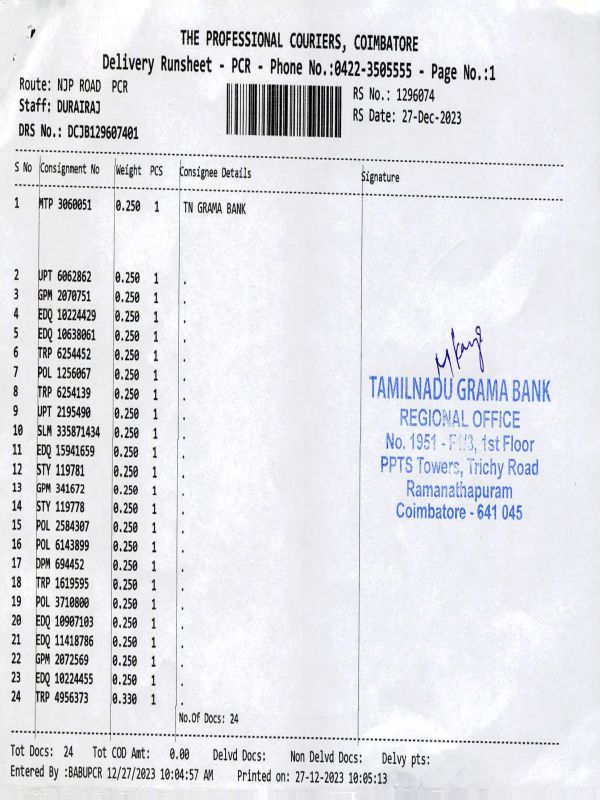 THE PROFESSIONAL COURIERS, COIMBATORE
Delivery Runsheet - PCR - Phone No.:0422-3505555 - Page No.:1
Route: NJP ROAD PCR
RS No.: 1296074
Staff: DURAIRAJ
RS Date: 27-Dec-2023
DRS No.: DCJB129607401
S No Consignment No Weight PCS Consignee Details Signature
1 MTP 3060051 0.250 1 TN GRAMA BANK
2 UPT 6062862 0.250 1 .
3 GPM 2070751 0.250 1 .
4 EDQ 10224429 0.250 1 .
5 EDQ 10638061 0.250 1 .
6 TRP 6254452 0.250 1 .
7 POL 1256067 0.250 1 .
8 TRP 6254139 0.250 1 .
9 UPT 2195490 0.250 1 .
10 SLM 335871434 0.250 1 .
11 EDQ 15941659 0.250 1 .
12 STY 119781 0.250 1 .
13 GPM 341672 0.250 1 .
14 STY 119778 0.250 1 .
15 POL 2584307 0.250 1 .
16 POL 6143899 0.250 1 .
17 DPM 694452 0.250 1 .
18 TRP 1619595 0.250 1 .
19 POL 3710800 0.250 1 .
20 EDQ 10907103 0.250 1 .
21 EDQ 11418786 0.250 1 .
22 GPM 2072569 0.250 1 .
23 EDQ 10224455 0.250 1 .
24 TRP 4956373 0.330 1 .
TAMILNADU GRAMA BANK
REGIONAL OFFICE
No. 1951 - 1st Floor
PPTS Towers, Trichy Road
Ramanathapuram
Coimbatore - 641 045
No.Of Docs: 24
Tot Docs: 24 Tot COD Amt: 0.00 Delvd Docs: Non Delvd Docs: Delvy pts:
Entered By :BABUPCR 12/27/2023 10:04:57 AM Printed on: 27-12-2023 10:05:13